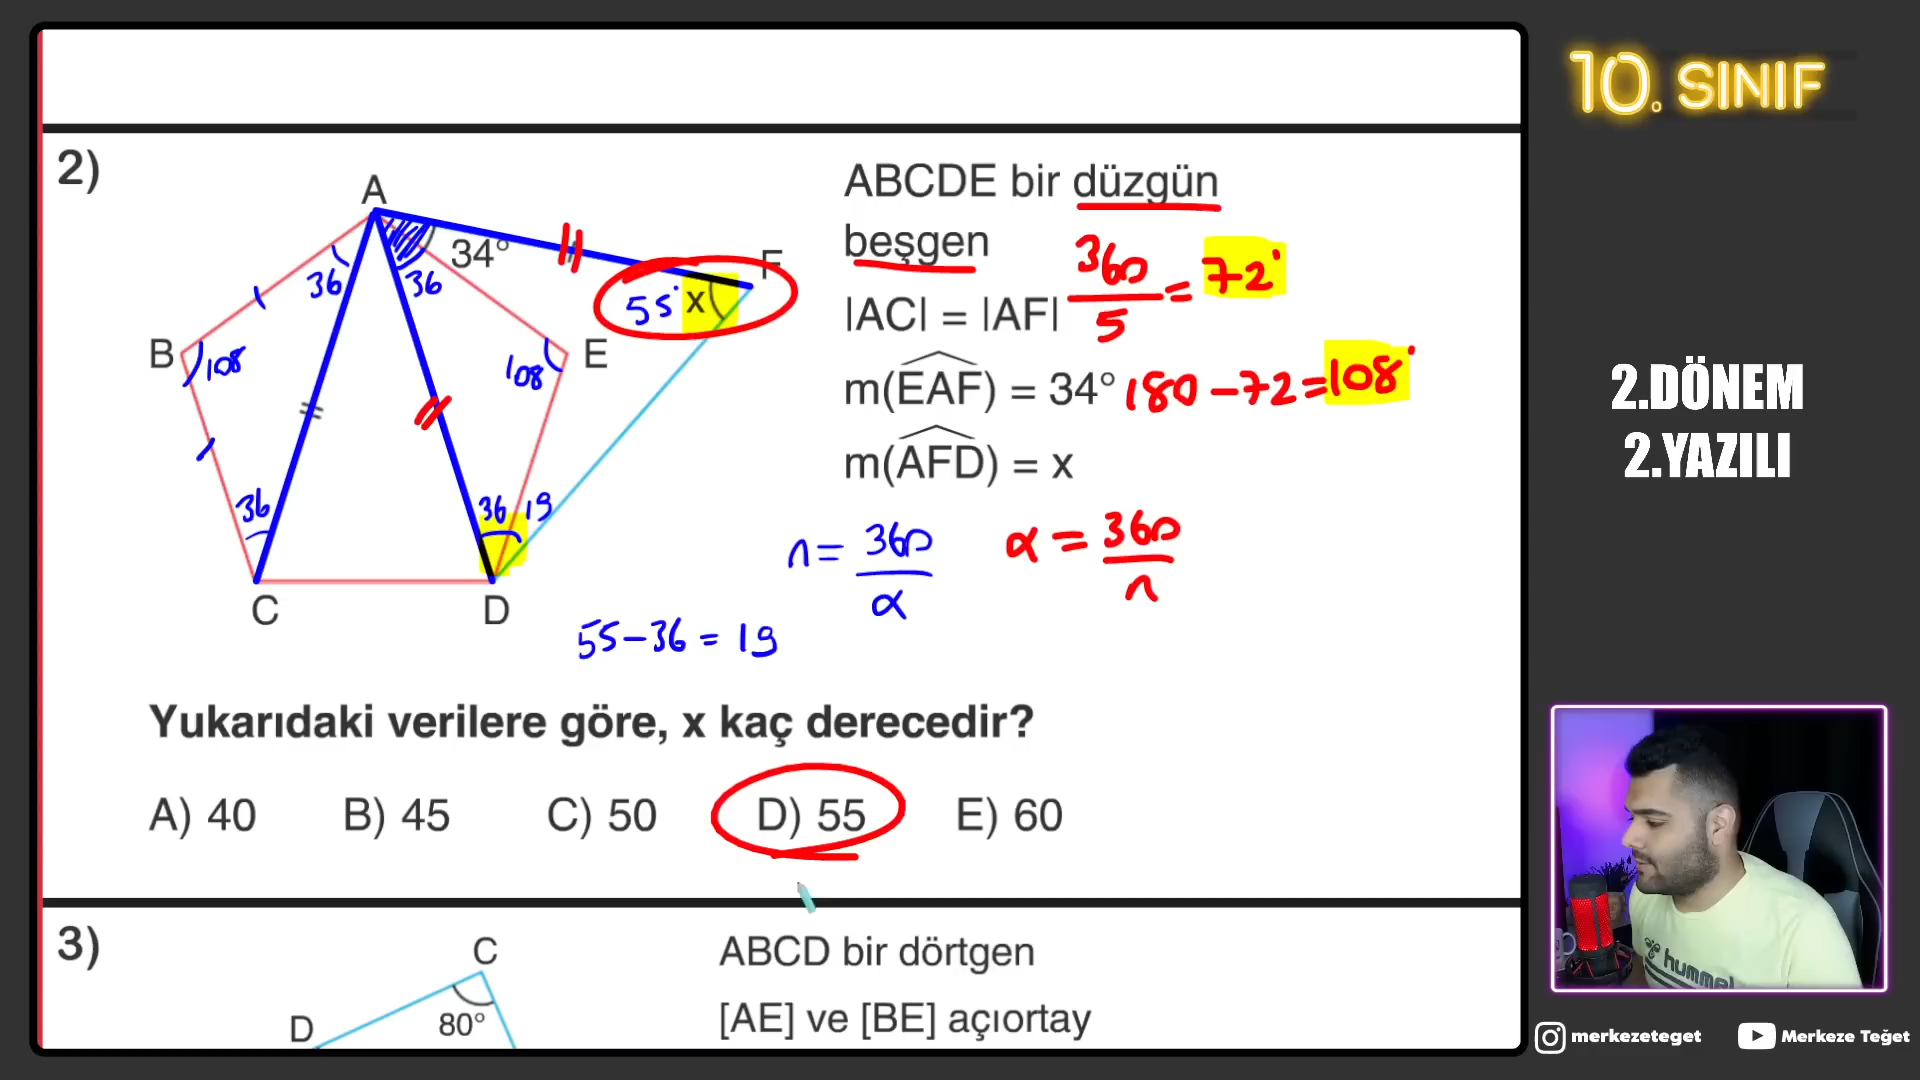 10. SINIF
2)
A
34°
F
36
36
55° x
B
108
108
E
36
36 19
C
D
55-36 = 19
ABCDE bir düzgün
beşgen
360/5 = 72°
|AC| = |AF|
m(EAF) = 34° 180-72=108°
m(AFD) = x
n = 360/α
α = 360/n
Yukarıdaki verilere göre, x kaç derecedir?
A) 40 B) 45 C) 50 D) 55 E) 60
3)
C
D
80°
ABCD bir dörtgen
[AE] ve [BE] açıortay
2.DÖNEM
2.YAZILI
hummel
merkezeteget Merkeze Teğet